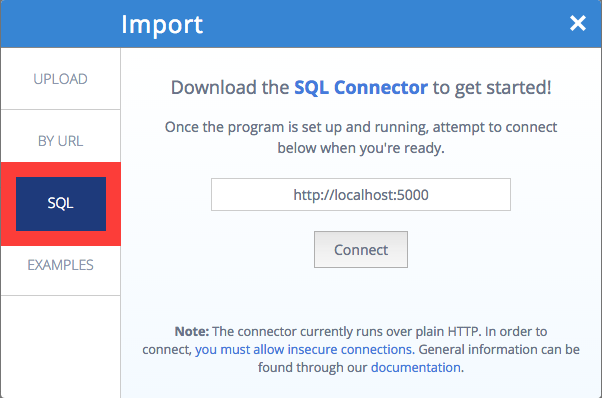 Import
UPLOAD
BY URL
SQL
EXAMPLES
Download the SQL Connector to get started!
Once the program is set up and running, attempt to connect
below when you're ready.
http://localhost:5000
Connect
Note: The connector currently runs over plain HTTP. In order to
connect, you must allow insecure connections. General information can be
found through our documentation.